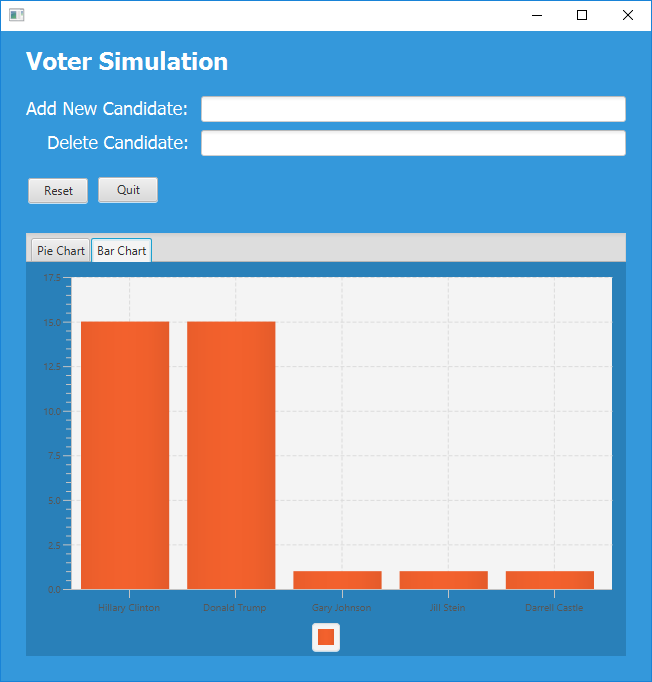 Voter Simulation
Add New Candidate:
Delete Candidate:
Reset Quit
Pie Chart Bar Chart
17.5
15.0
12.5
10.0
7.5
5.0
2.5
0.0
Hillary Clinton Donald Trump Gary Johnson Jill Stein Darrell Castle